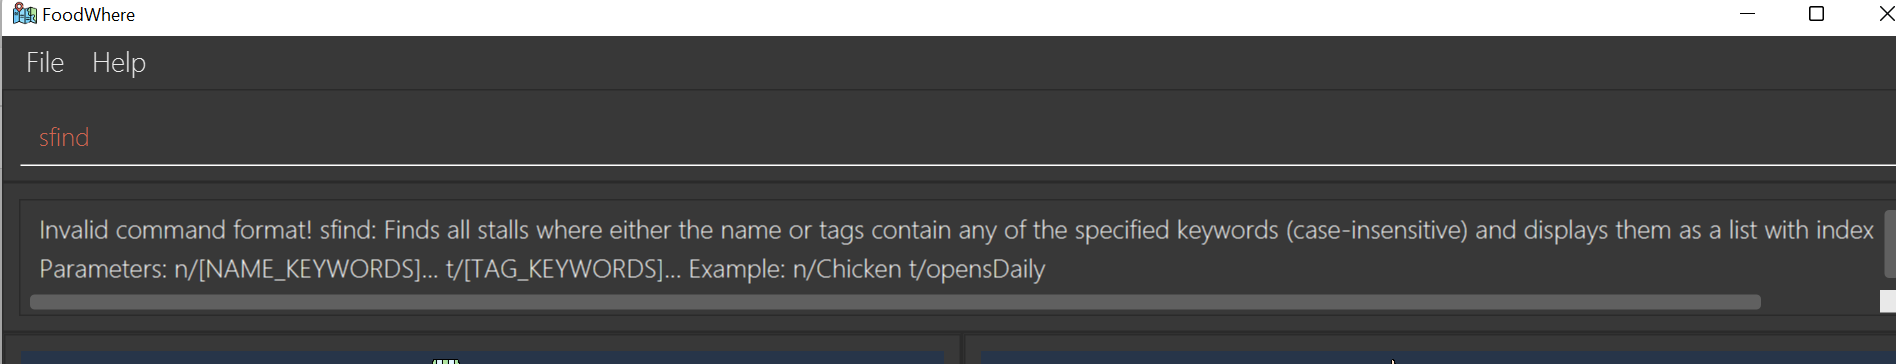 FoodWhere
File Help
sfind
Invalid command format! sfind: Finds all stalls where either the name or tags contain any of the specified keywords (case-insensitive) and displays them as a list with index
Parameters: n/[NAME_KEYWORDS]... t/[TAG_KEYWORDS]... Example: n/Chicken t/opensDaily